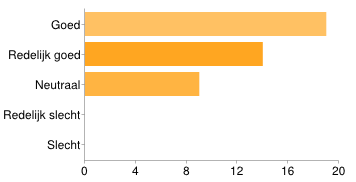 Goed
Redelijk goed
Neutraal
Redelijk slecht
Slecht
0 4 8 12 16 20